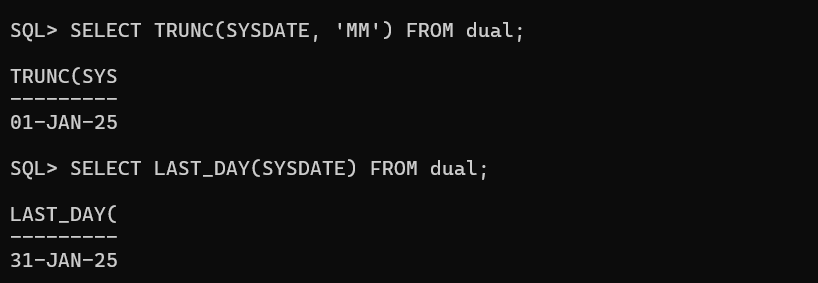 SQL> SELECT TRUNC(SYSDATE, 'MM') FROM dual;
TRUNC(SYS
---------
01-JAN-25
SQL> SELECT LAST_DAY(SYSDATE) FROM dual;
LAST_DAY(
---------
31-JAN-25